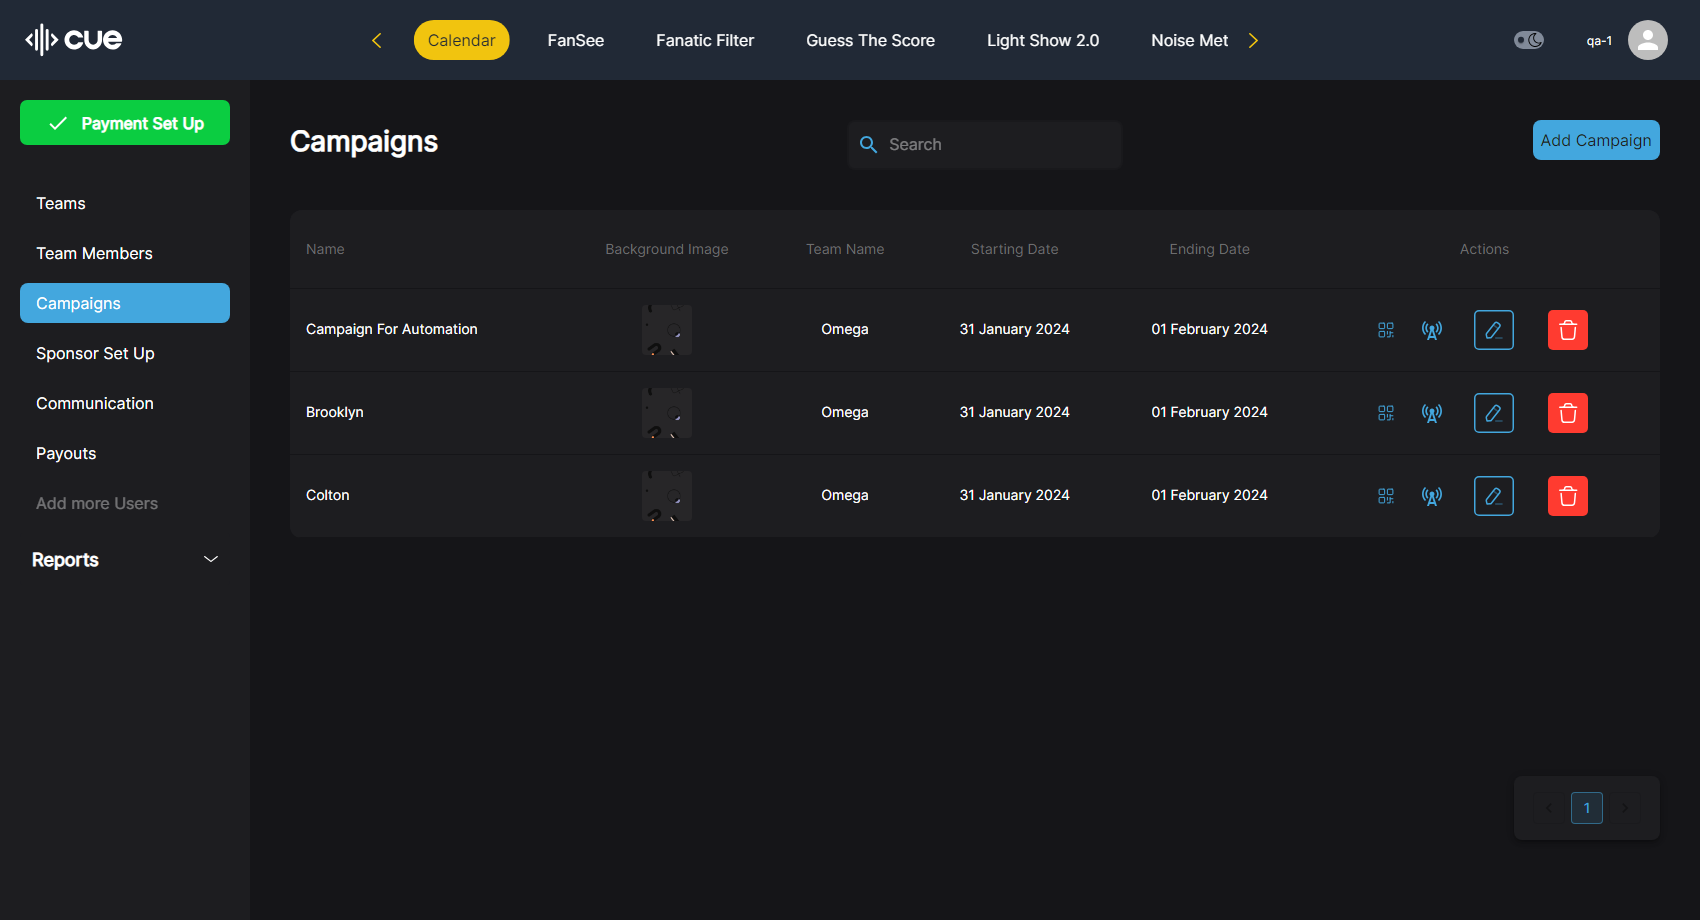 cue
Calendar FanSee Fanatic Filter Guess The Score Light Show 2.0 Noise Met
qa-1
Payment Set Up
Teams
Team Members
Campaigns
Sponsor Set Up
Communication
Payouts
Add more Users
Reports
Campaigns
Search
Add Campaign
Name Background Image Team Name Starting Date Ending Date Actions
Campaign For Automation Omega 31 January 2024 01 February 2024
Brooklyn Omega 31 January 2024 01 February 2024
Colton Omega 31 January 2024 01 February 2024
1